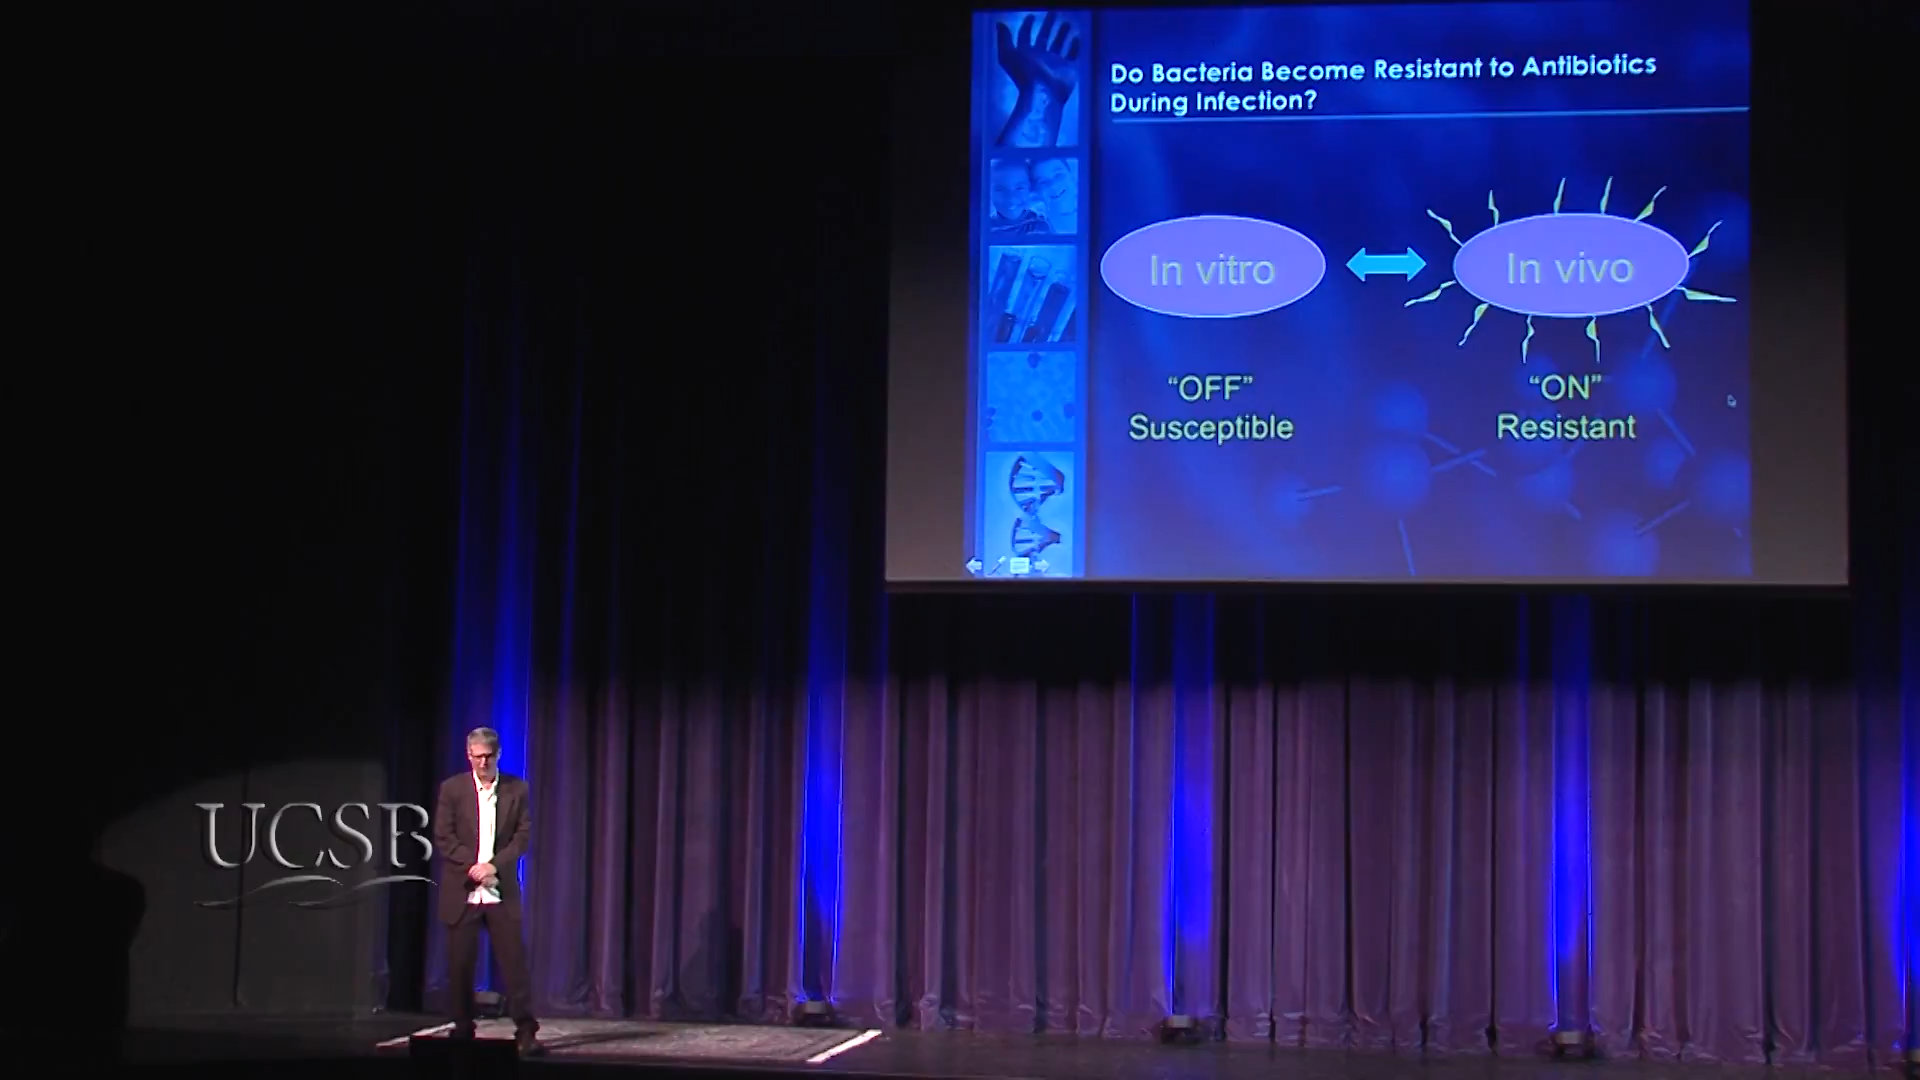 Do Bacteria Become Resistant to Antibiotics
During Infection?
In vitro
In vivo
“OFF”
Susceptible
“ON”
Resistant
UCSB